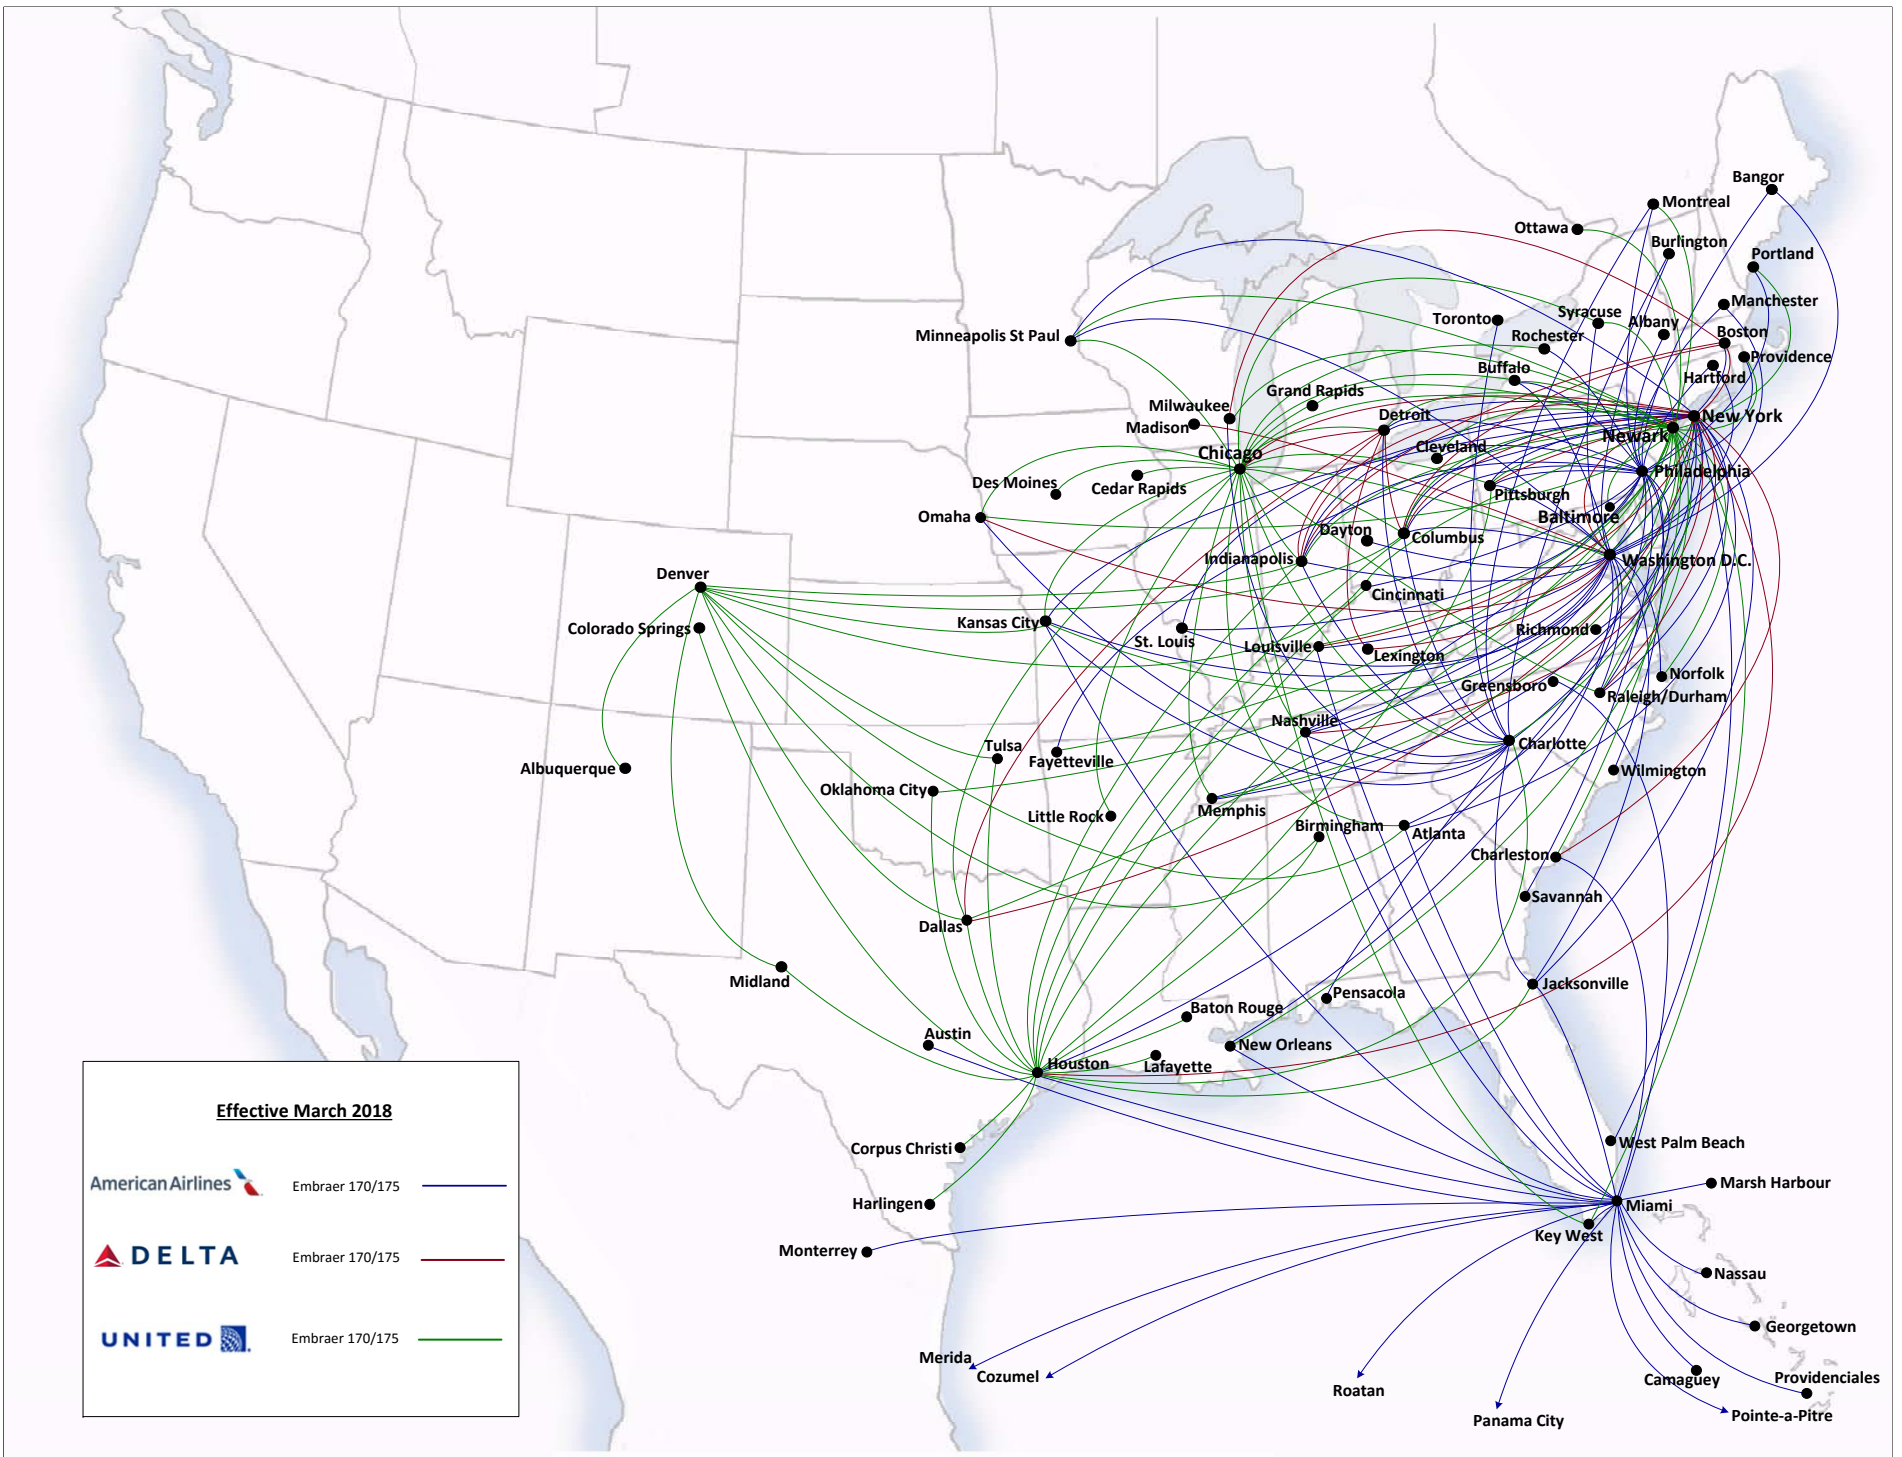 Bangor
Montreal
Ottawa
Burlington
Portland
Manchester
Syracuse
Toronto
Albany
Boston
Rochester
Minneapolis St Paul
Providence
Buffalo
Hartford
Grand Rapids
Milwaukee
Detroit
New York
Madison
Newark
Cleveland
Chicago
Philadelphia
Des Moines
Cedar Rapids
Pittsburgh
Omaha
Baltimore
Dayton
Columbus
Indianapolis
Washington D.C.
Denver
Cincinnati
Kansas City
Colorado Springs
Richmond
St. Louis
Louisville
Lexington
Norfolk
Greensboro
Raleigh/Durham
Nashville
Tulsa
Charlotte
Fayetteville
Albuquerque
Wilmington
Oklahoma City
Memphis
Little Rock
Birmingham
Atlanta
Charleston
Savannah
Dallas
Midland
Jacksonville
Pensacola
Baton Rouge
Austin
New Orleans
Houston
Lafayette
West Palm Beach
Corpus Christi
Marsh Harbour
Harlingen
Miami
Key West
Monterrey
Nassau
Georgetown
Merida
Cozumel
Camaguey
Providenciales
Roatan
Pointe-a-Pitre
Panama City
Effective March 2018
American Airlines Embraer 170/175
DELTA Embraer 170/175
UNITED Embraer 170/175